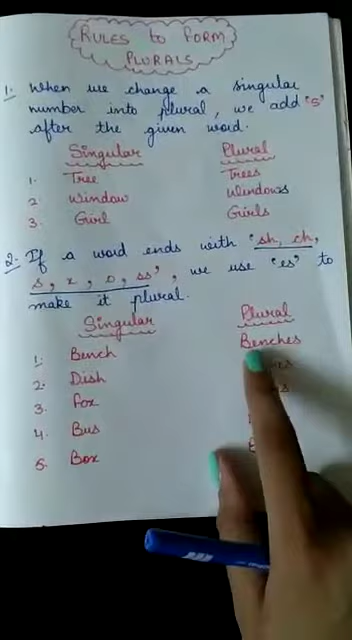 RULES to FORM
PLURALS
1. When we change a singular
number into plural, we add "S"
after the given word.
Singular Plural
1. Tree Trees
2 Window Windows
3. Girl Girls
2. If a word ends with 'sh, ch,
s, x, o, ss', we use "es" to
make it plural.
Singular Plural
1. Bench Benches
2. Dish
3. Fox
4. Bus
5. Box